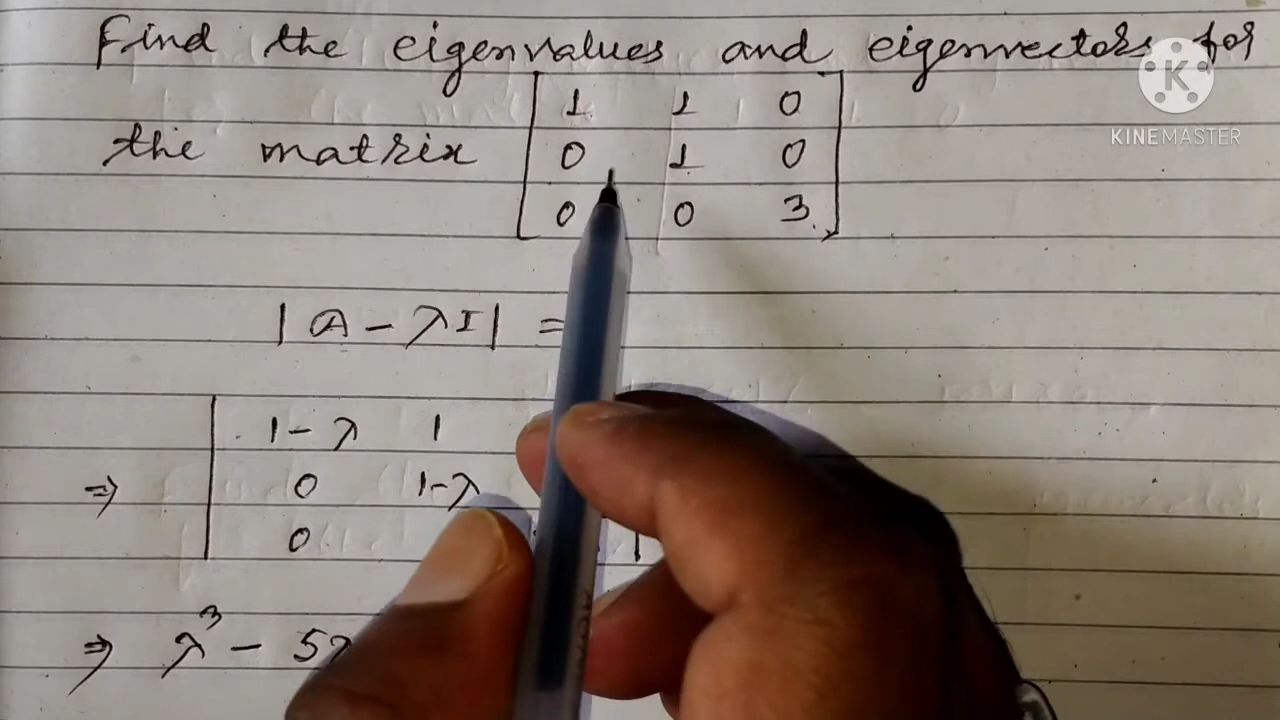 Find the eigenvalues and eigenvectors for
the matrix [1 1 0
0 1 0
0 0 3]
K
KINEMASTER
|A - λI| =
1-λ 1
⇒ 0 1-λ
0
⇒ λ³ - 5λ